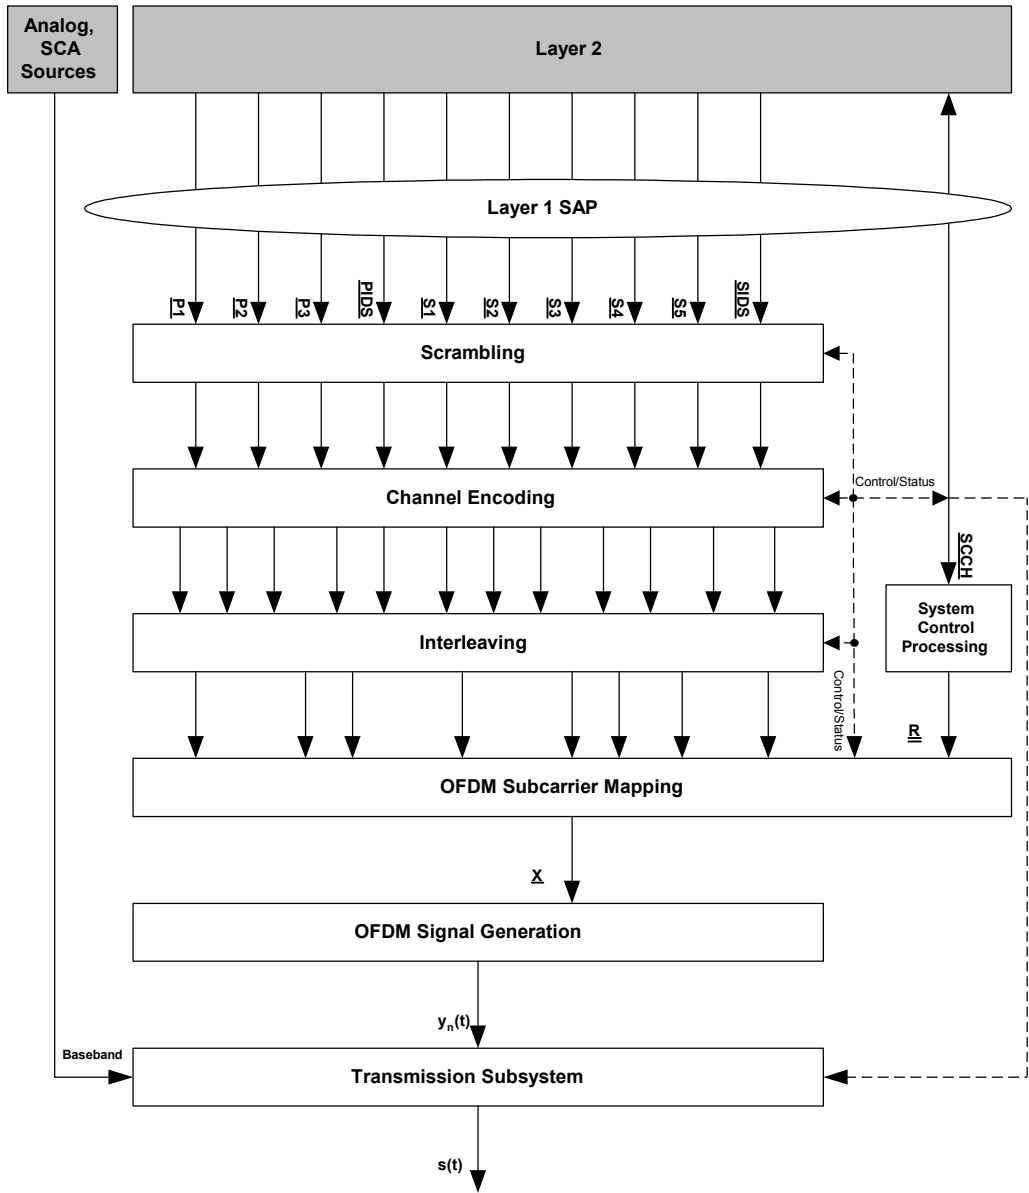 Analog,
SCA
Sources
Layer 2
Layer 1 SAP
P1
P2
P3
PIDS
S1
S2
S3
S4
S5
SIDS
Scrambling
Channel Encoding
Control/Status
SCCH
System
Control
Processing
Interleaving
Control/Status
R
OFDM Subcarrier Mapping
X
OFDM Signal Generation
yn(t)
Baseband
Transmission Subsystem
s(t)